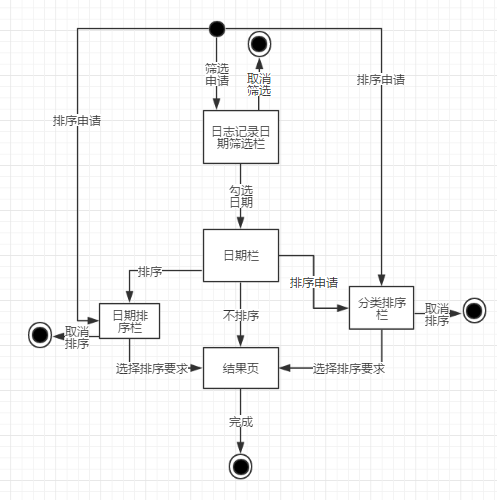 筛选
申请
取消
筛选
排序申请
排序申请
日志记录日
期筛选栏
勾选
日期
日期栏
排序
排序申请
不排序
日期排
序栏
分类排序
栏
取消
排序
取消
排序
选择排序要求
结果页
选择排序要求
完成